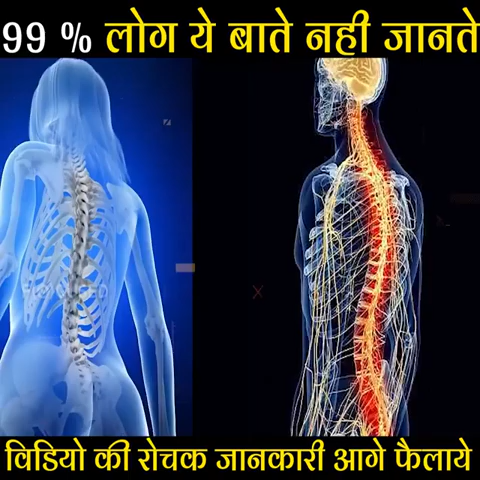 99 % लोग ये बाते नही जानते
विडियो की रोचक जानकारी आगे फैलाये